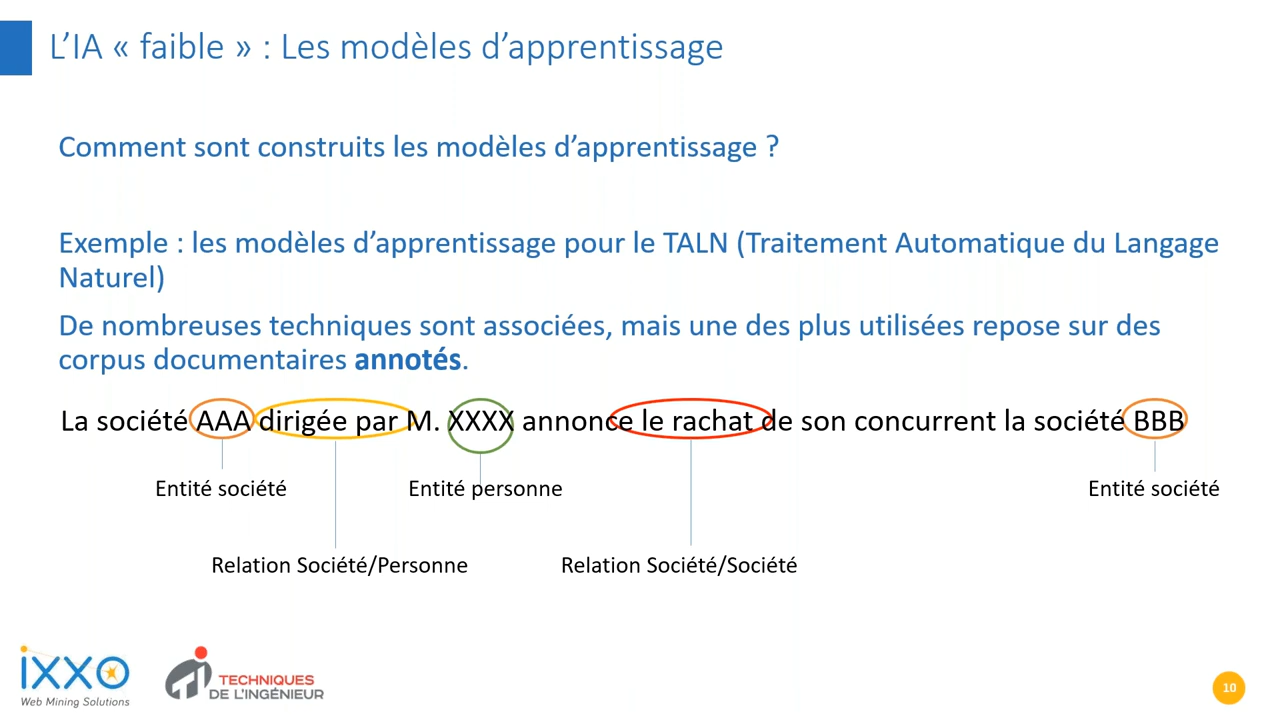 L’IA « faible » : Les modèles d’apprentissage
Comment sont construits les modèles d’apprentissage ?
Exemple : les modèles d’apprentissage pour le TALN (Traitement Automatique du Langage
Naturel)
De nombreuses techniques sont associées, mais une des plus utilisées repose sur des
corpus documentaires annotés.
La société AAA dirigée par M. XXXX annonce le rachat de son concurrent la société BBB
Entité société
Entité personne
Entité société
Relation Société/Personne
Relation Société/Société
ixxo
Web Mining Solutions
TECHNIQUES
DE L’INGÉNIEUR
10